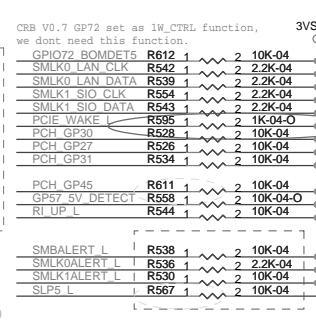 CRB V0.7 GP72 set as 1W_CTRL function, 3VS
we dont need this function.
GPIO72_BOMDET5 R612 1 2 10K-04
SMLK0_LAN_CLK R542 1 2 2.2K-04
SMLK0_LAN_DATA R539 1 2 2.2K-04
SMLK1_SIO_CLK R554 1 2 2.2K-04
SMLK1_SIO_DATA R543 1 2 2.2K-04
PCIE_WAKE_L R595 1 2 1K-04-O
PCH_GP30 R528 1 2 10K-04
PCH_GP27 R526 1 2 10K-04
PCH_GP31 R534 1 2 10K-04
PCH_GP45 R611 1 2 10K-04
GP57_5V_DETECT R558 1 2 10K-04-O
RI_UP_L R544 1 2 10K-04
SMBALERT_L R538 1 2 10K-04
SMLK0ALERT_L R536 1 2 2.2K-04
SMLK1ALERT_L R530 1 2 10K-04
SLP5_L R567 1 2 10K-04